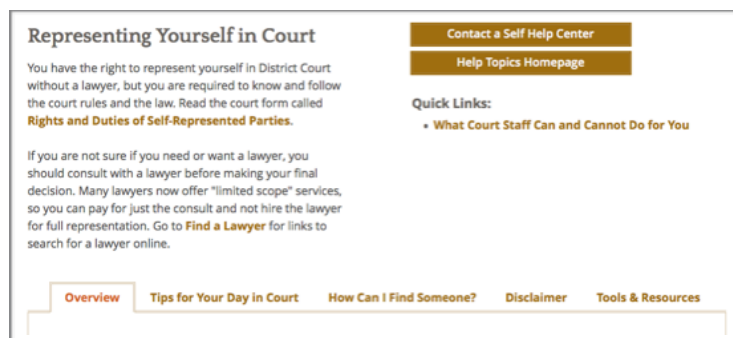 Representing Yourself in Court
You have the right to represent yourself in District Court
without a lawyer, but you are required to know and follow
the court rules and the law. Read the court form called
Rights and Duties of Self-Represented Parties.
If you are not sure if you need or want a lawyer, you
should consult with a lawyer before making your final
decision. Many lawyers now offer "limited scope" services,
so you can pay for just the consult and not hire the lawyer
for full representation. Go to Find a Lawyer for links to
search for a lawyer online.
Contact a Self Help Center
Help Topics Homepage
Quick Links:
• What Court Staff Can and Cannot Do for You
Overview Tips for Your Day in Court How Can I Find Someone? Disclaimer Tools & Resources